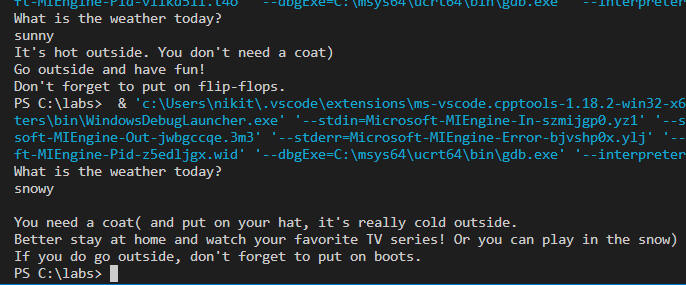 ft-MIEngine-Pid-v1ikd5ii.t4o' '--dbgExe=C:\msys64\ucrt64\bin\gdb.exe' '--interpreter
What is the weather today?
sunny
It's hot outside. You don't need a coat)
Go outside and have fun!
Don't forget to put on flip-flops.
PS C:\labs>  & 'c:\Users\nikit\.vscode\extensions\ms-vscode.cpptools-1.18.2-win32-x6
ters\bin\WindowsDebugLauncher.exe' '--stdin=Microsoft-MIEngine-In-szmijgp0.yz1' '--s
soft-MIEngine-Out-jwbgccqe.3m3' '--stderr=Microsoft-MIEngine-Error-bjvshp0x.ylj' '--
ft-MIEngine-Pid-z5edljgx.wid' '--dbgExe=C:\msys64\ucrt64\bin\gdb.exe' '--interpreter
What is the weather today?
snowy
You need a coat( and put on your hat, it's really cold outside.
Better stay at home and watch your favorite TV series! Or you can play in the snow)
If you do go outside, don't forget to put on boots.
PS C:\labs>